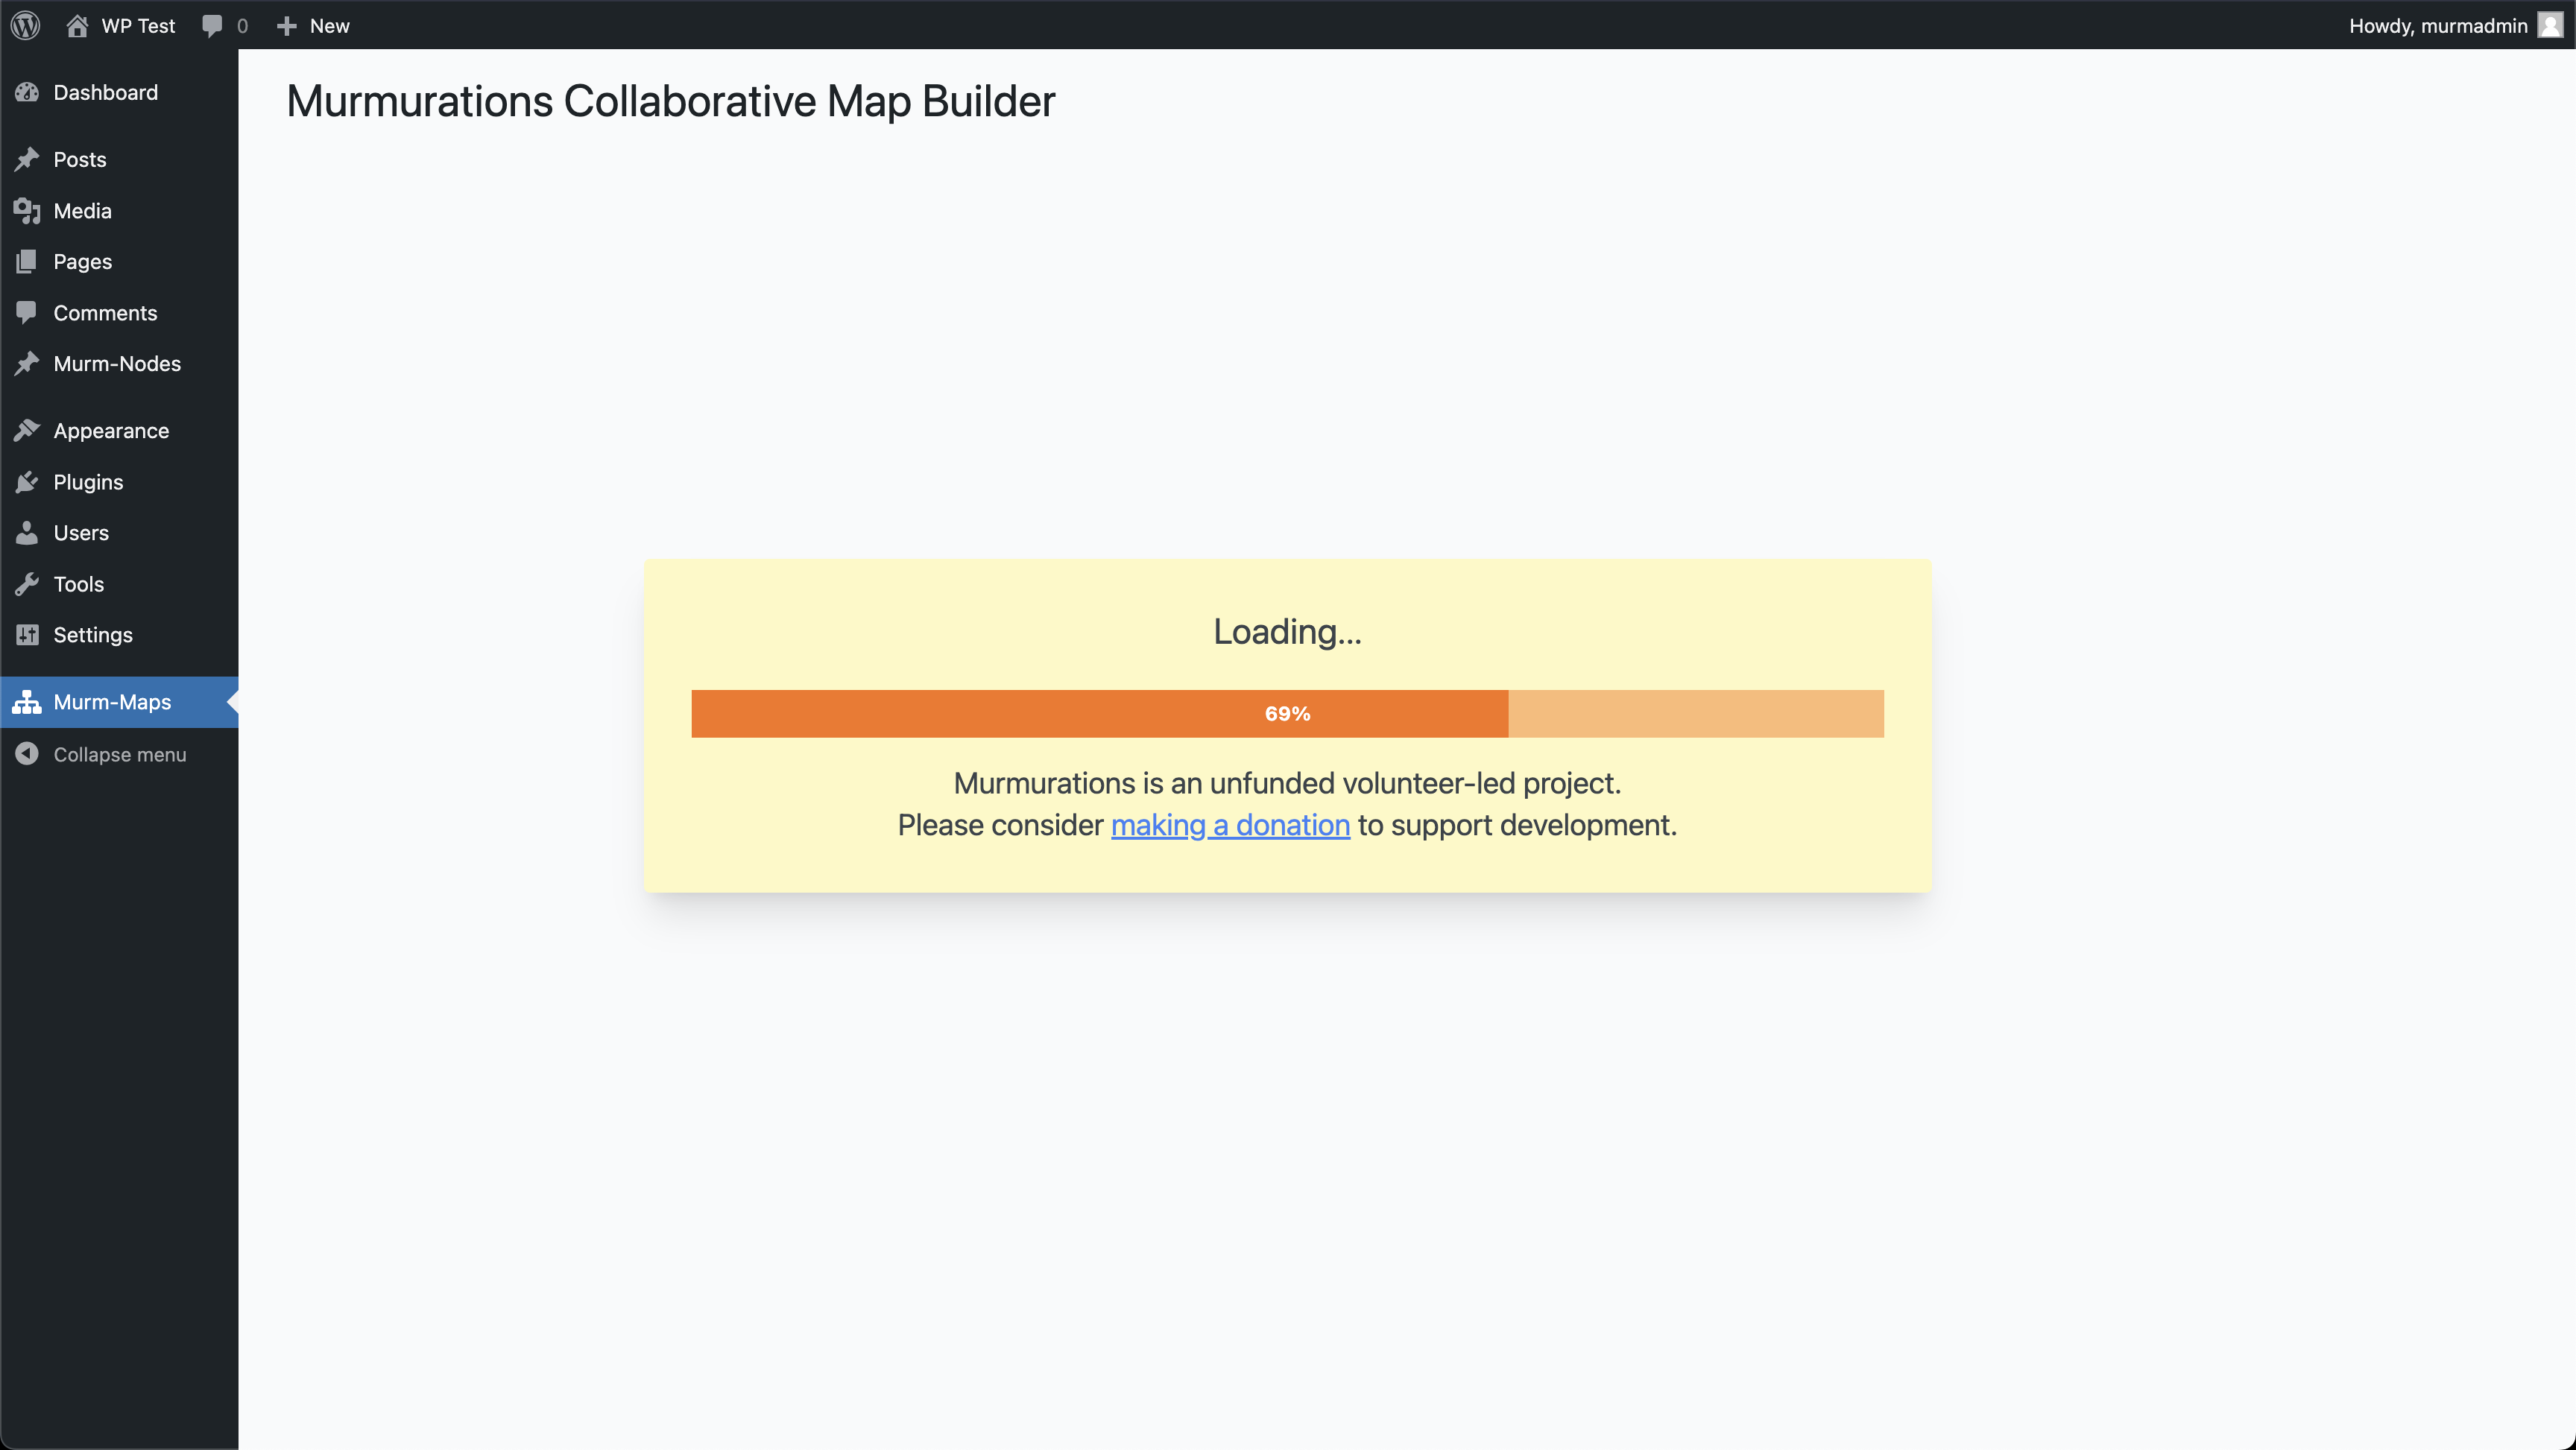 WP Test
0
New
Howdy, murmadmin
Dashboard
Posts
Media
Pages
Comments
Murm-Nodes
Appearance
Plugins
Users
Tools
Settings
Murm-Maps
Collapse menu
Murmurations Collaborative Map Builder
Loading...
69%
Murmurations is an unfunded volunteer-led project.
Please consider making a donation to support development.